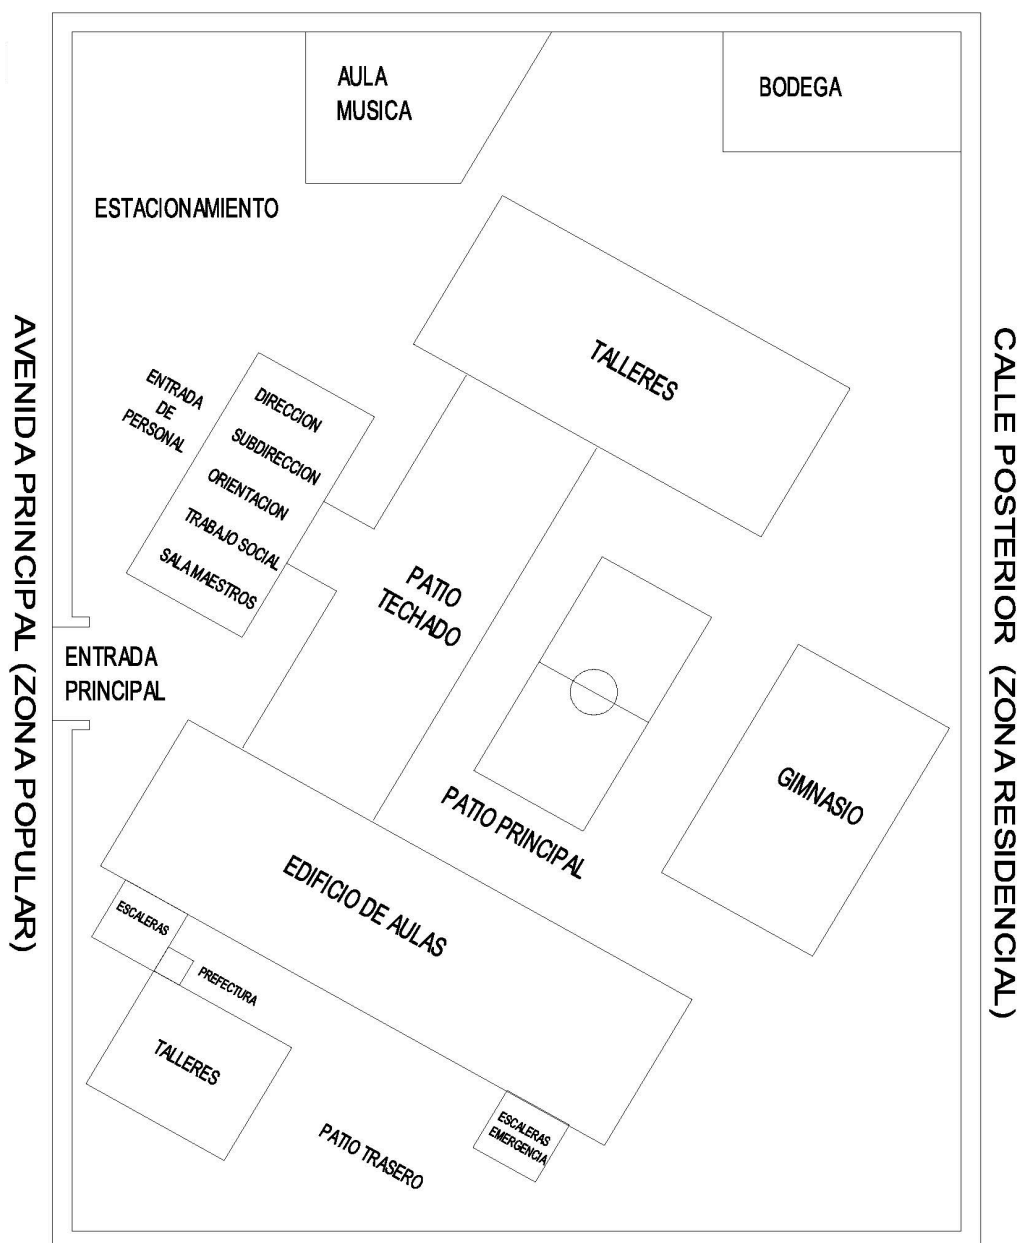 AULA
MUSICA
BODEGA
ESTACIONAMIENTO
TALLERES
AVENIDA PRINCIPAL (ZONA POPULAR)
CALLE POSTERIOR (ZONA RESIDENCIAL)
ENTRADA
DE
PERSONAL
DIRECCION
SUBDIRECCION
ORIENTACION
TRABAJO SOCIAL
SALA MAESTROS
PATIO
TECHADO
ENTRADA
PRINCIPAL
GIMNASIO
PATIO PRINCIPAL
EDIFICIO DE AULAS
ESCALERAS
PREFECTURA
TALLERES
ESCALERAS
EMERGENCIA
PATIO TRASERO